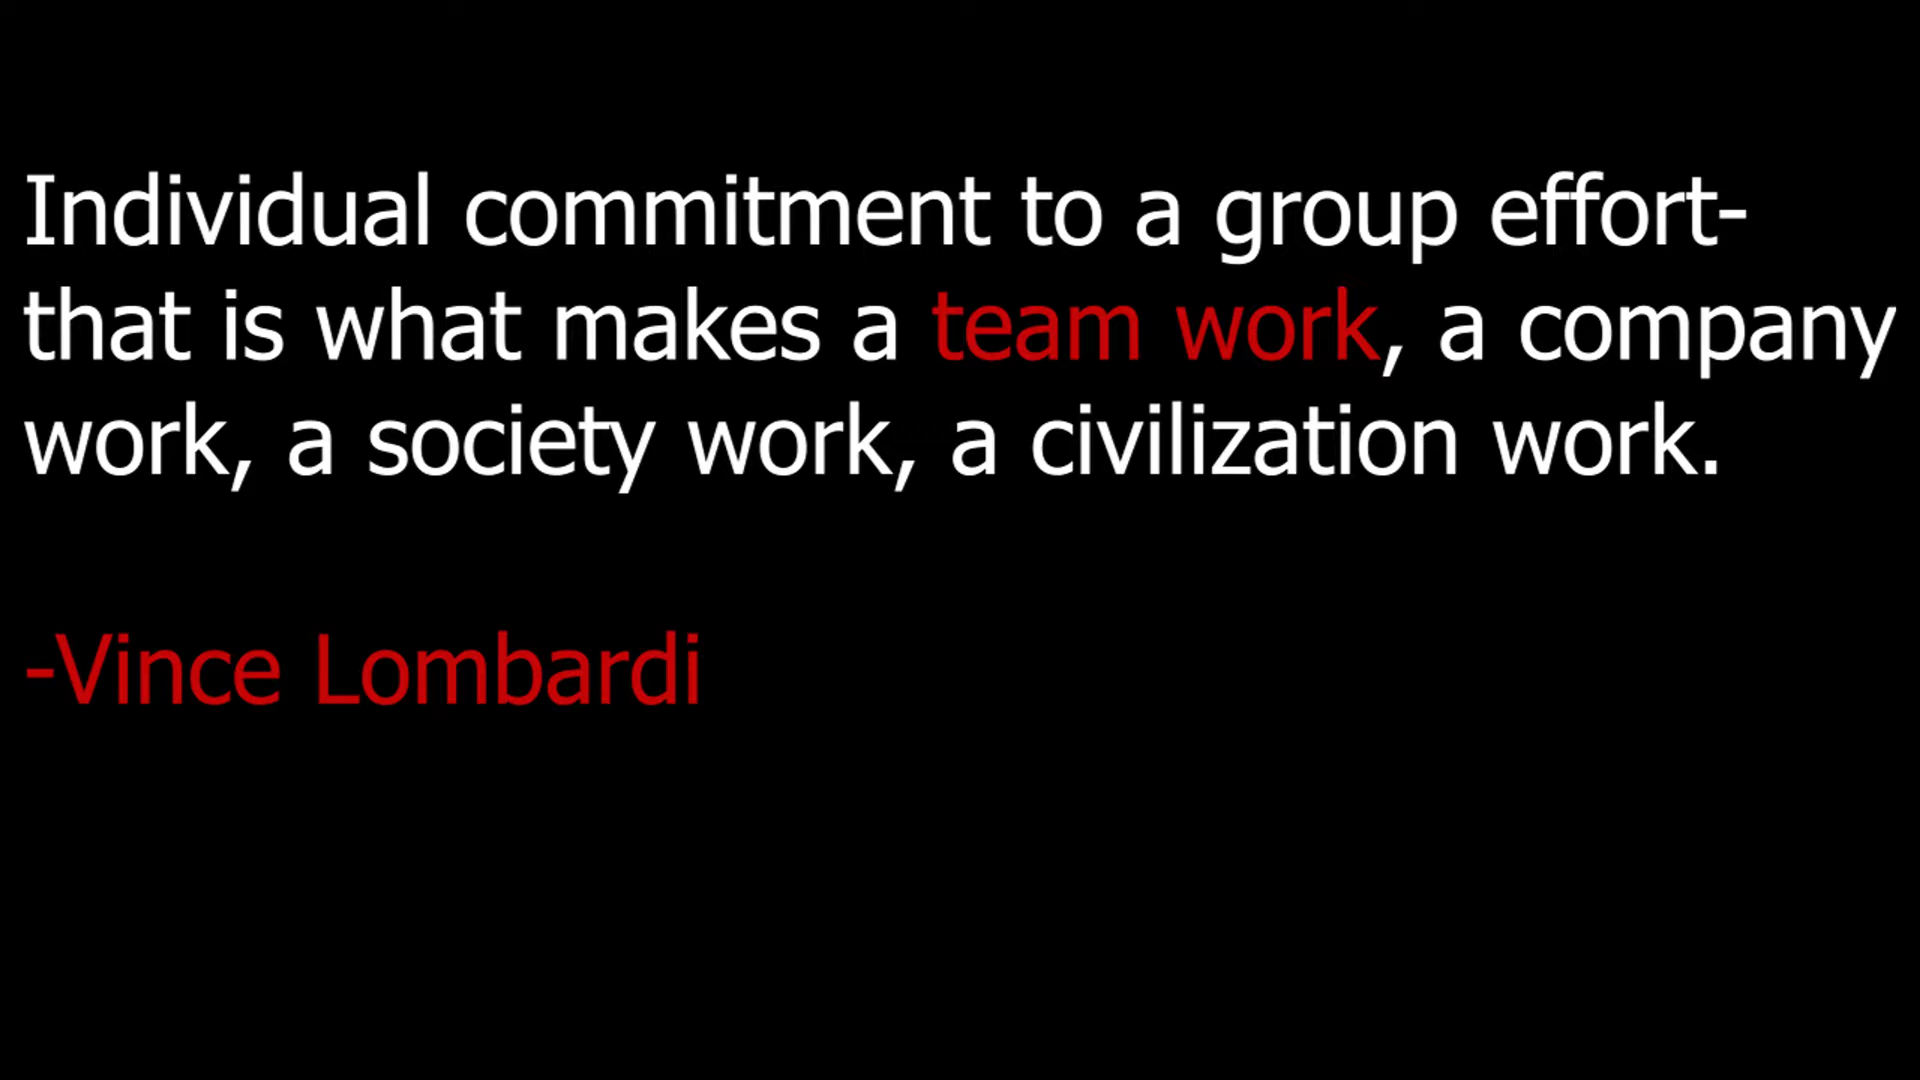 Individual commitment to a group effort-
that is what makes a team work, a company
work, a society work, a civilization work.
-Vince Lombardi